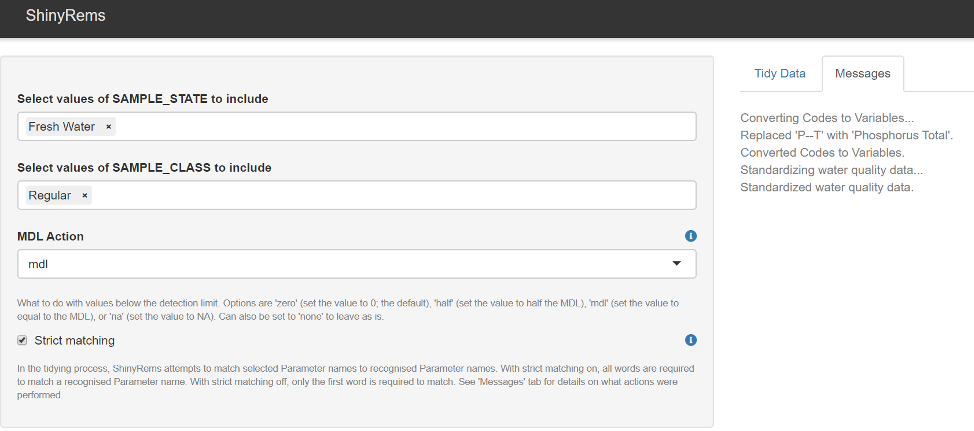 ShinyRems
Select values of SAMPLE_STATE to include
Fresh Water ×
Select values of SAMPLE_CLASS to include
Regular ×
MDL Action
mdl
What to do with values below the detection limit. Options are 'zero' (set the value to 0; the default), 'half' (set the value to half the MDL), 'mdl' (set the value to
equal to the MDL), or 'na' (set the value to NA). Can also be set to 'none' to leave as is.
Strict matching
In the tidying process, ShinyRems attempts to match selected Parameter names to recognised Parameter names. With strict matching on, all words are required
to match a recognised Parameter name. With strict matching off, only the first word is required to match. See 'Messages' tab for details on what actions were
performed
Tidy Data
Messages
Converting Codes to Variables...
Replaced 'P--T' with 'Phosphorus Total'.
Converted Codes to Variables.
Standardizing water quality data...
Standardized water quality data.